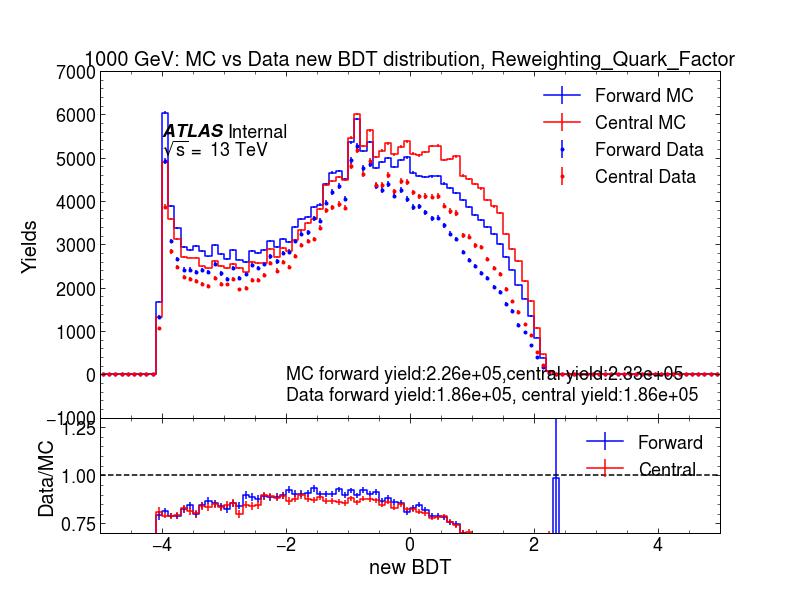 1000 GeV: MC vs Data new BDT distribution, Reweighting_Quark_Factor
7000
6000
5000
4000
3000
2000
1000
0
−1000
Yields
ATLAS Internal
√s = 13 TeV
Forward MC
Central MC
Forward Data
Central Data
MC forward yield:2.26e+05,central yield:2.33e+05
Data forward yield:1.86e+05, central yield:1.86e+05
1.25
1.00
0.75
Data/MC
Forward
Central
−4 −2 0 2 4
new BDT